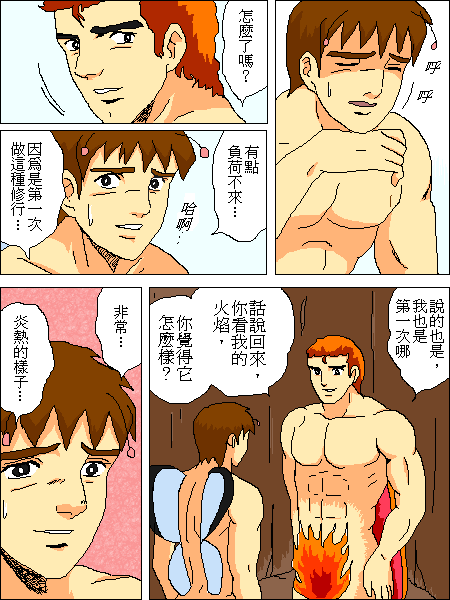 呼
呼
怎麼了嗎？
有點
負荷不來…
哈啊…
因為是第一次
做這種修行…
說的也是，
我也是
第一次哪
話說回來，
你看我的
火焰，
你覺得它
怎麼樣？
非常…
炎熱的樣子…